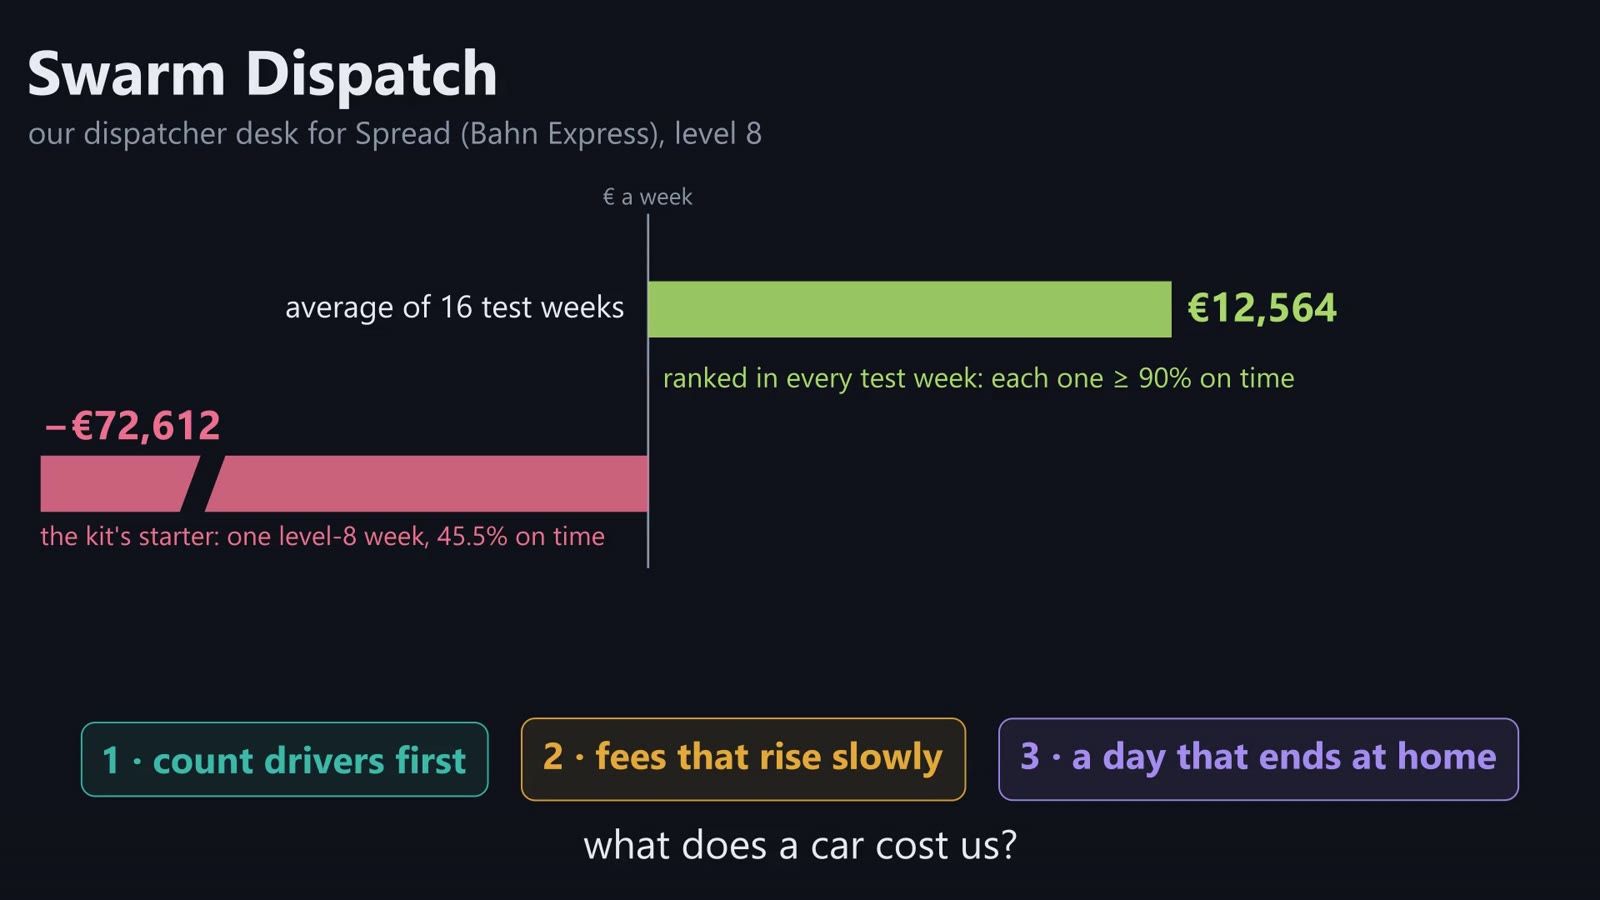 Swarm Dispatch
our dispatcher desk for Spread (Bahn Express), level 8
€ a week
average of 16 test weeks
€12,564
ranked in every test week: each one ≥ 90% on time
−€72,612
the kit's starter: one level-8 week, 45.5% on time
1 · count drivers first
2 · fees that rise slowly
3 · a day that ends at home
what does a car cost us?